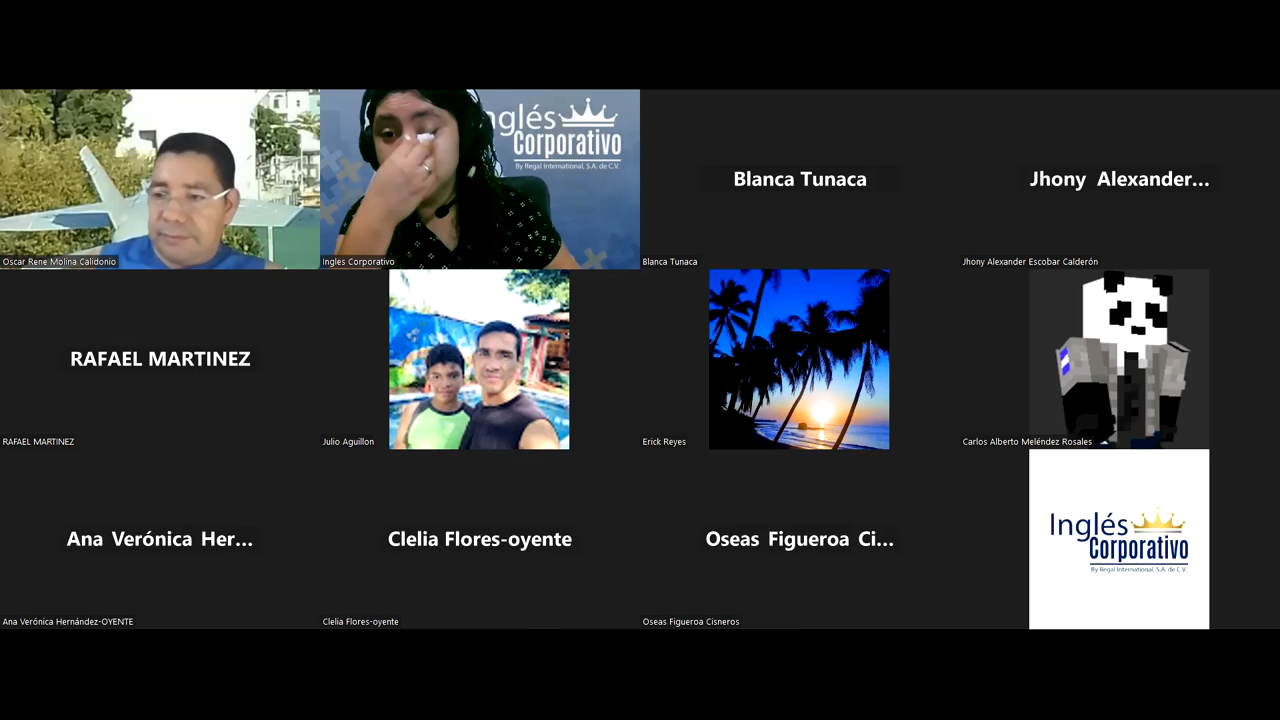 Inglés
Corporativo
By Regal International, S.A. de C.V.
Oscar Rene Molina Calidonio
Ingles Corporativo
Blanca Tunaca
Blanca Tunaca
Jhony Alexander...
Jhony Alexander Escobar Calderón
RAFAEL MARTINEZ
RAFAEL MARTINEZ
Julio Aguillon
Erick Reyes
Carlos Alberto Meléndez Rosales
Ana Verónica Her...
Ana Verónica Hernández-OYENTE
Clelia Flores-oyente
Clelia Flores-oyente
Oseas Figueroa Ci...
Oseas Figueroa Cisneros
Inglés
Corporativo
By Regal International, S.A. de C.V.